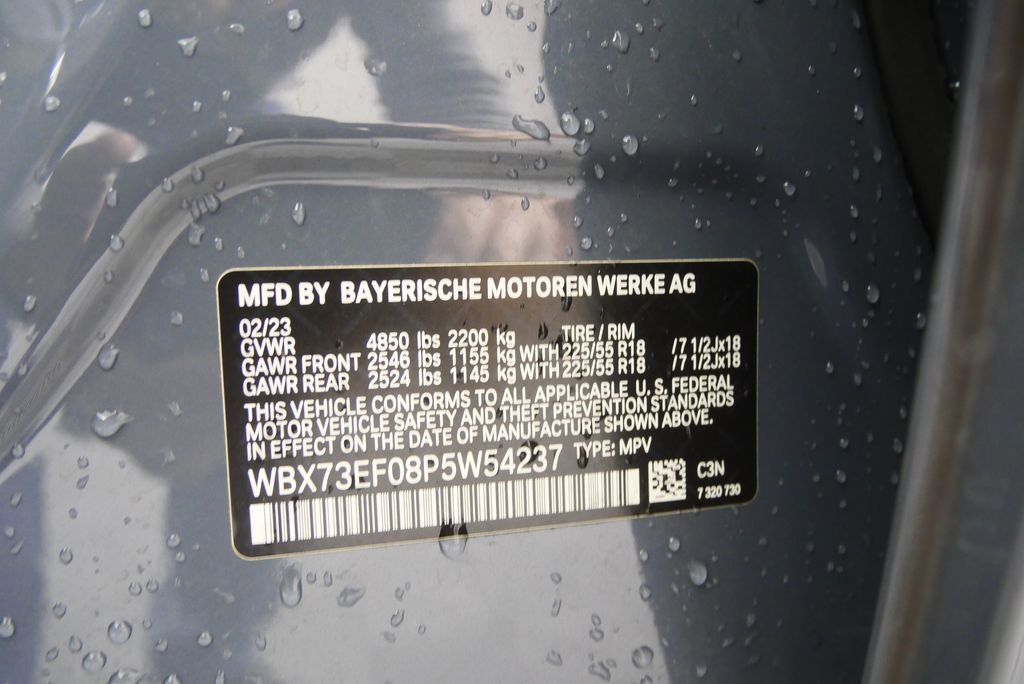 MFD BY BAYERISCHE MOTOREN WERKE AG
02/23
GVWR 4850 lbs 2200 kg TIRE / RIM
GAWR FRONT 2546 lbs 1155 kg WITH 225/55 R18 /7 1/2Jx18
GAWR REAR 2524 lbs 1145 kg WITH 225/55 R18 /7 1/2Jx18
THIS VEHICLE CONFORMS TO ALL APPLICABLE U.S. FEDERAL
MOTOR VEHICLE SAFETY AND THEFT PREVENTION STANDARDS
IN EFFECT ON THE DATE OF MANUFACTURE SHOWN ABOVE.
WBX73EF08P5W54237 TYPE: MPV
C3N
7 320 730